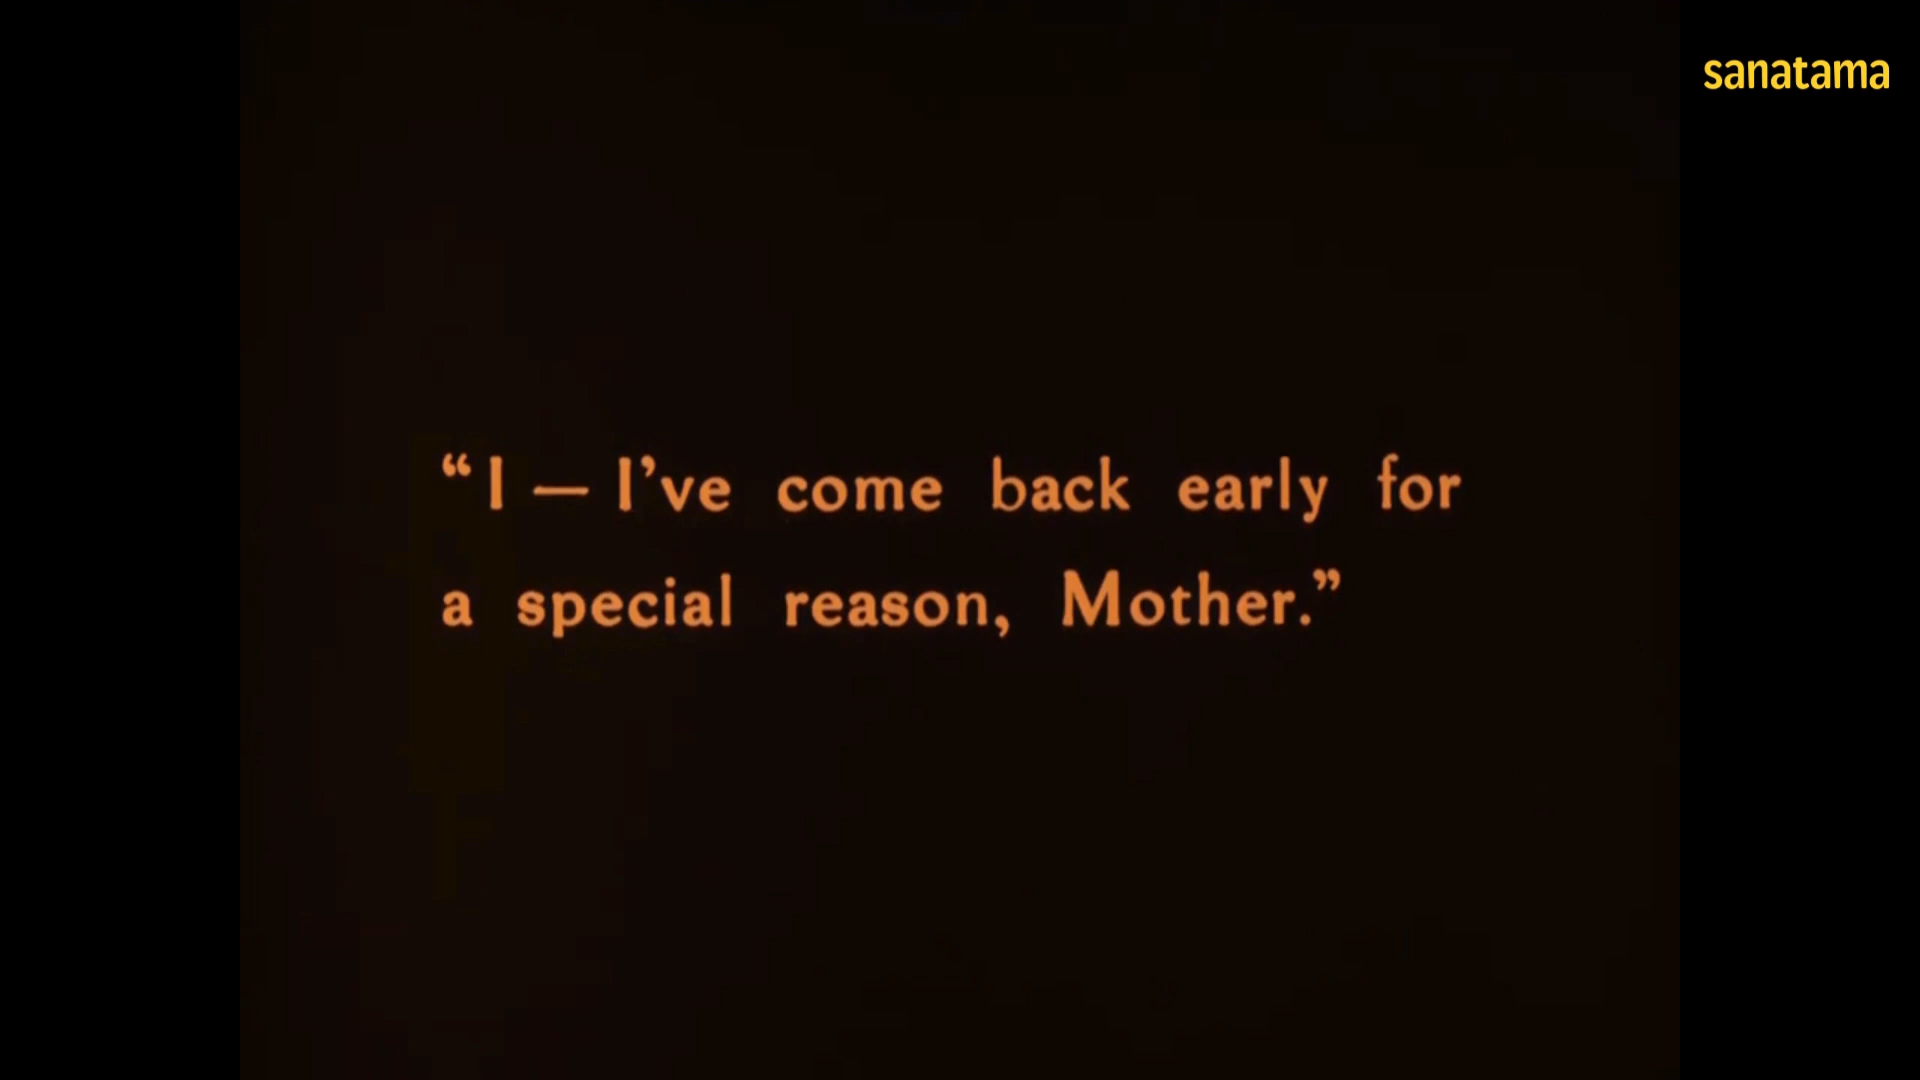 sanatama
“I — I’ve come back early for
a special reason, Mother.”